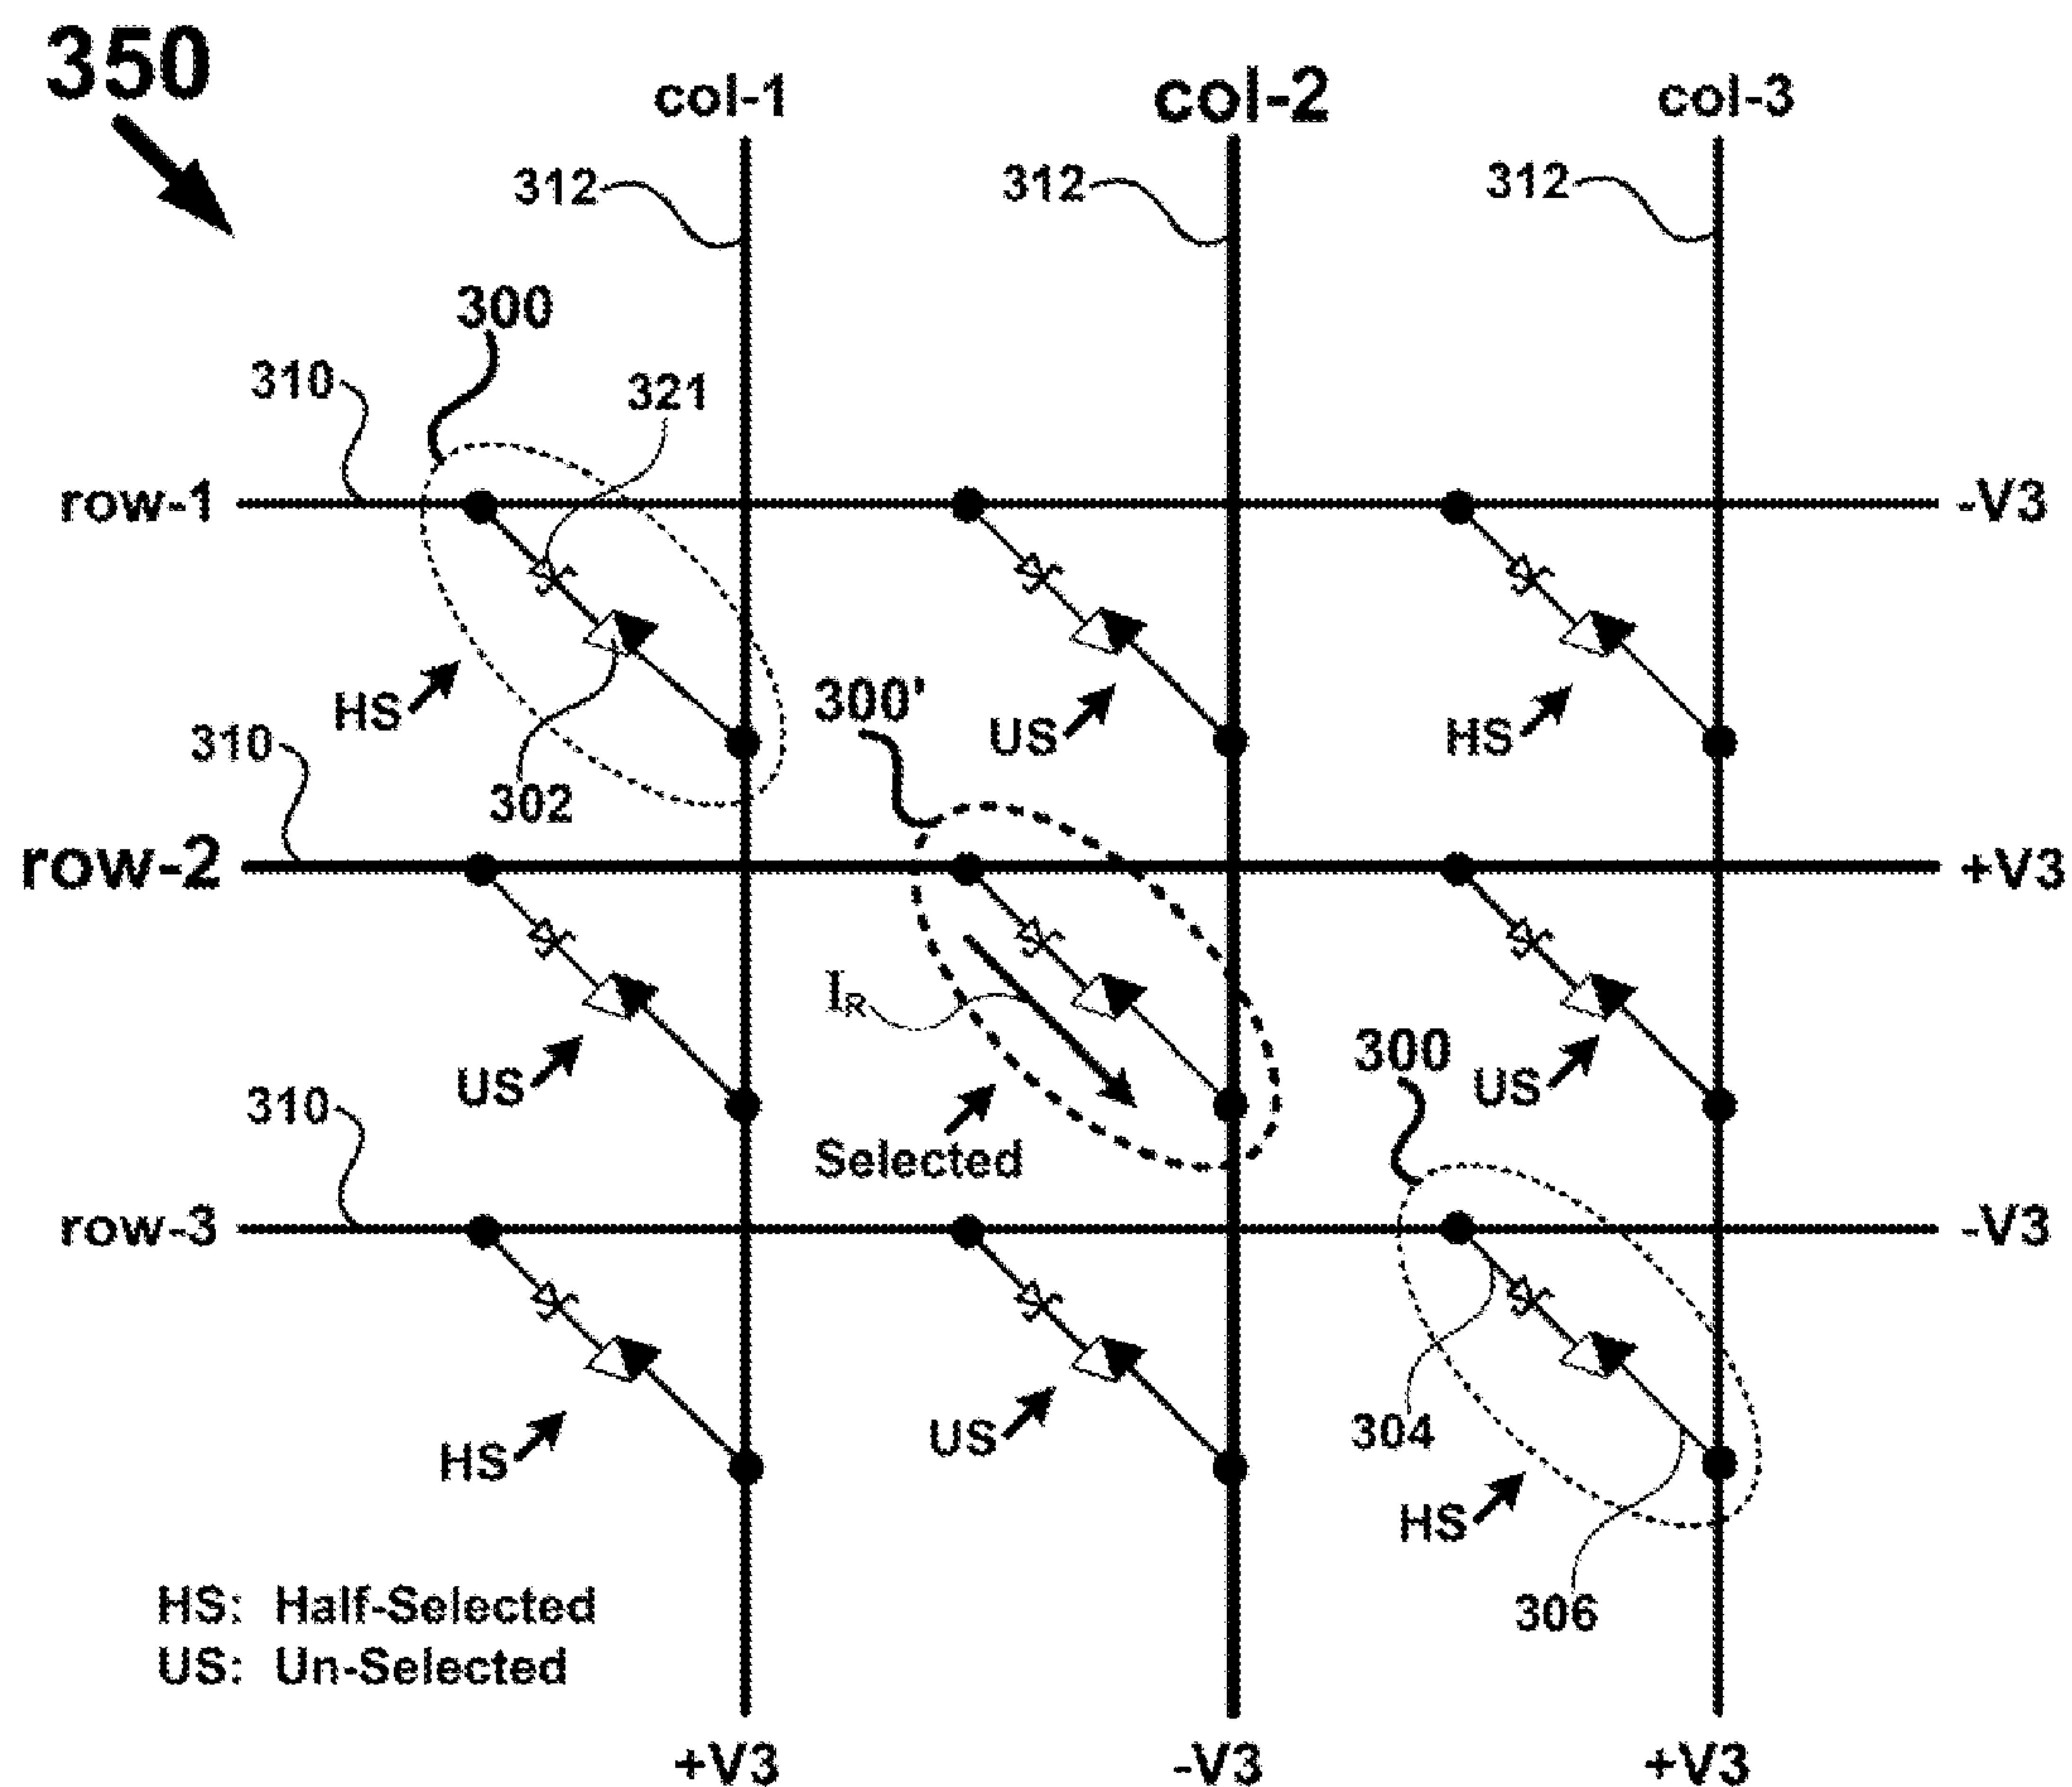 350
col-1 col-2 col-3
312 312 312
300
310 321
row-1 -V3
300'
HS US HS
310
302
row-2 +V3
I_R
300
US US
310
Selected
row-3 -V3
304
US
HS
HS
306
HS: Half-Selected
US: Un-Selected
+V3 -V3 +V3